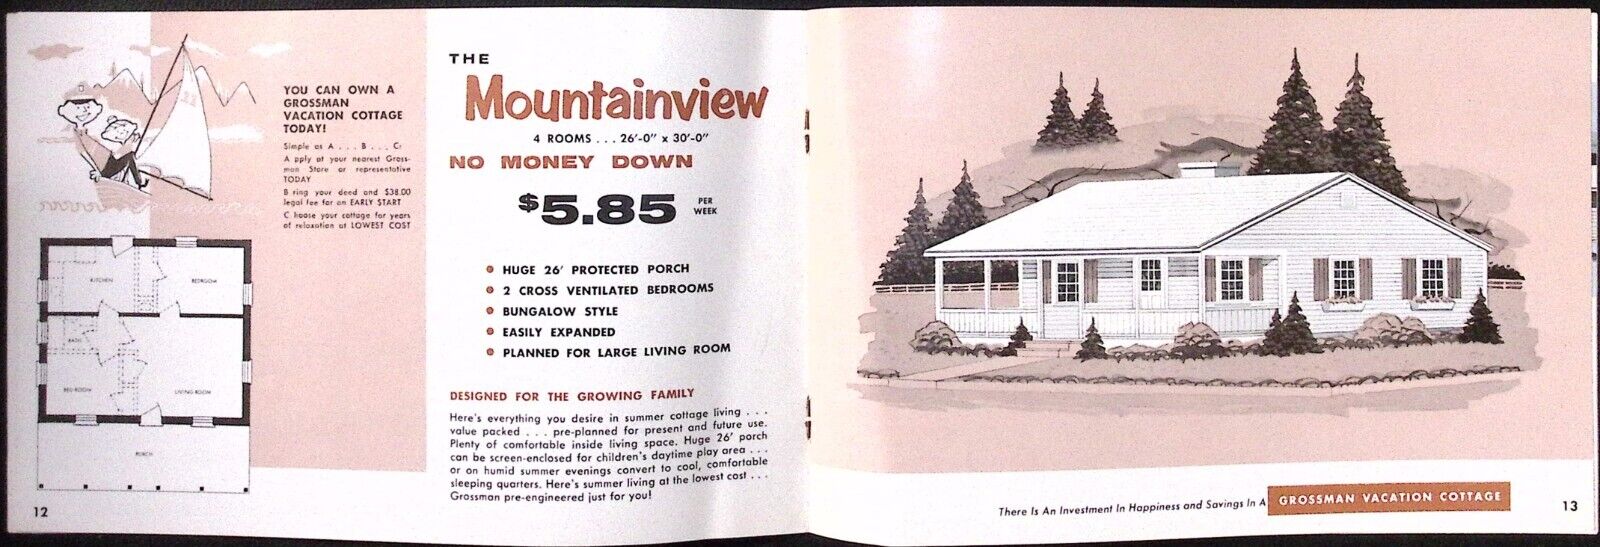 YOU CAN OWN A
GROSSMAN
VACATION COTTAGE
TODAY!
Simple as A . . . B . . . C:
A pply at your nearest Gross-
man Store or representative
TODAY
B ring your deed and $38.00
legal fee for an EARLY START
C hoose your cottage for years
of relaxation at LOWEST COST
KITCHEN
BEDROOM
BATH
BED ROOM
LIVING ROOM
PORCH
12
THE
Mountainview
4 ROOMS . . . 26'-0" x 30'-0"
NO MONEY DOWN
$5.85 PER
WEEK
• HUGE 26' PROTECTED PORCH
• 2 CROSS VENTILATED BEDROOMS
• BUNGALOW STYLE
• EASILY EXPANDED
• PLANNED FOR LARGE LIVING ROOM
DESIGNED FOR THE GROWING FAMILY
Here's everything you desire in summer cottage living . . .
value packed . . . pre-planned for present and future use.
Plenty of comfortable inside living space. Huge 26' porch
can be screen-enclosed for children's daytime play area . . .
or on humid summer evenings convert to cool, comfortable
sleeping quarters. Here's summer living at the lowest cost . . .
Grossman pre-engineered just for you!
There Is An Investment In Happiness and Savings In A
GROSSMAN VACATION COTTAGE
13